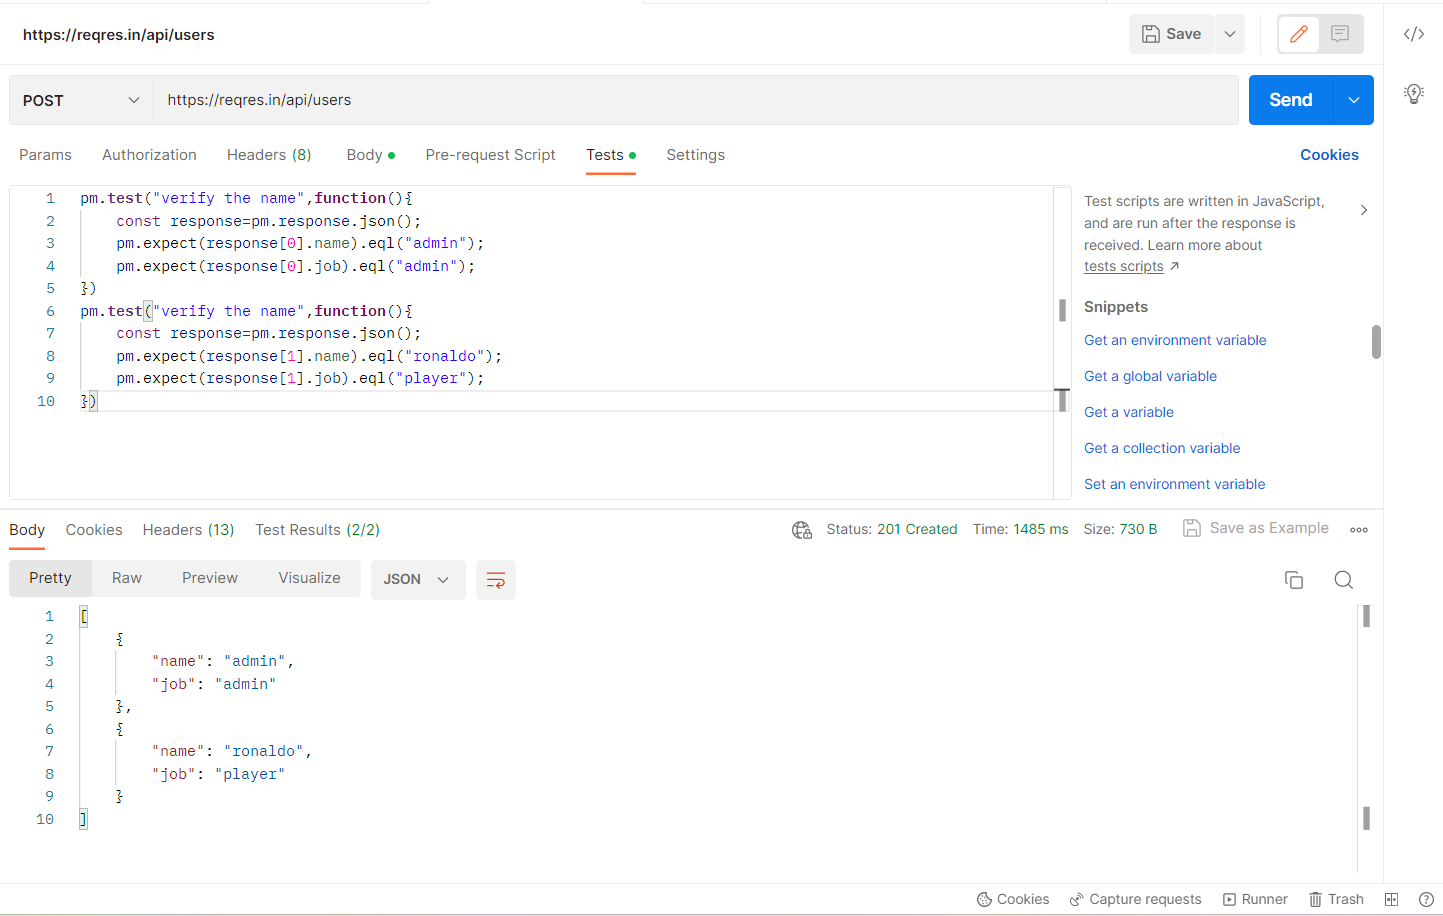 https://reqres.in/api/users
Save
POST
https://reqres.in/api/users
Send
Params Authorization Headers (8) Body Pre-request Script Tests Settings Cookies
1 pm.test("verify the name",function(){
2 const response=pm.response.json();
3 pm.expect(response[0].name).eql("admin");
4 pm.expect(response[0].job).eql("admin");
5 })
6 pm.test("verify the name",function(){
7 const response=pm.response.json();
8 pm.expect(response[1].name).eql("ronaldo");
9 pm.expect(response[1].job).eql("player");
10 })
Test scripts are written in JavaScript,
and are run after the response is
received. Learn more about
tests scripts ↗
Snippets
Get an environment variable
Get a global variable
Get a variable
Get a collection variable
Set an environment variable
Body Cookies Headers (13) Test Results (2/2) Status: 201 Created Time: 1485 ms Size: 730 B Save as Example
Pretty Raw Preview Visualize JSON
1 [
2 {
3 "name": "admin",
4 "job": "admin"
5 },
6 {
7 "name": "ronaldo",
8 "job": "player"
9 }
10 ]
Cookies Capture requests Runner Trash